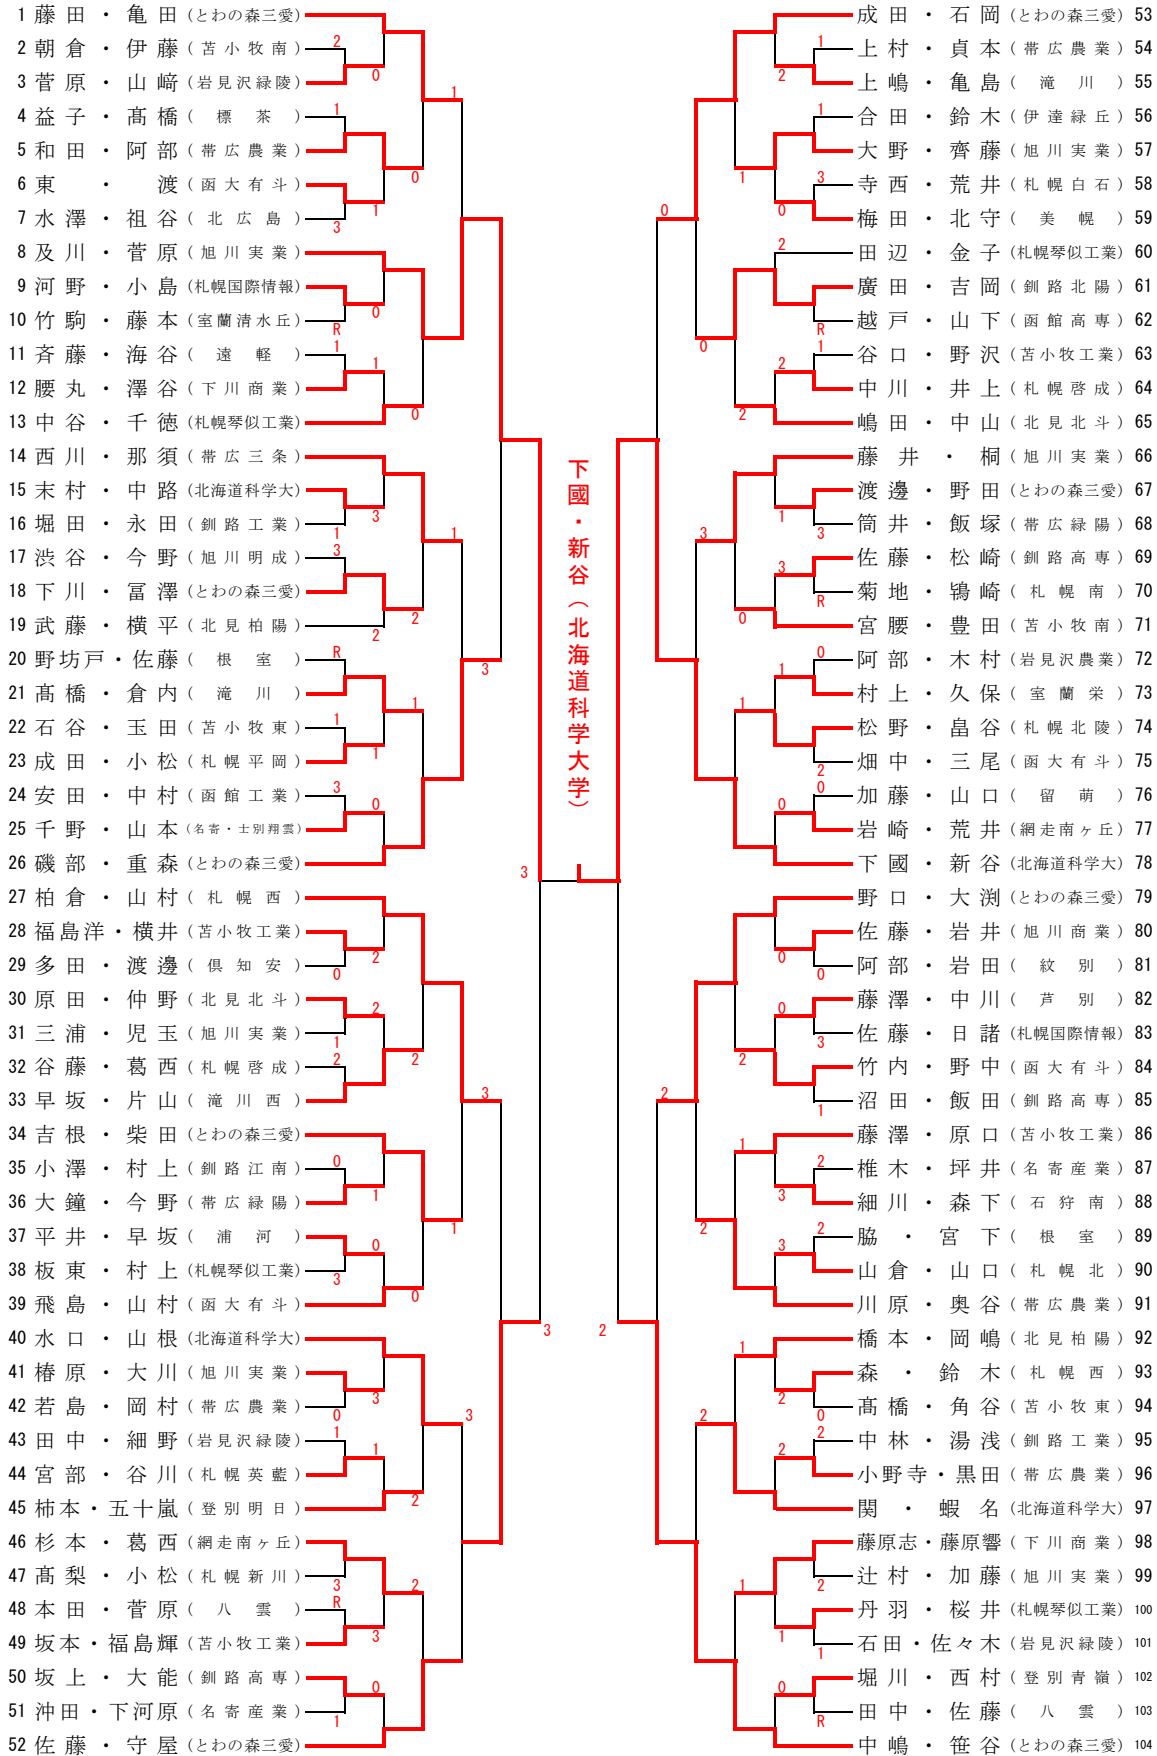 1 藤田・亀田 (とわの森三愛)
2 朝倉・伊藤 (苫小牧南)
3 菅原・山﨑 (岩見沢緑陵)
4 益子・髙橋 (標茶)
5 和田・阿部 (帯広農業)
6 東・渡 (函大有斗)
7 水澤・祖谷 (北広島)
8 及川・菅原 (旭川実業)
9 河野・小島 (札幌国際情報)
10 竹駒・藤本 (室蘭清水丘)
11 斉藤・海谷 (遠軽)
12 腰丸・澤谷 (下川商業)
13 中谷・千徳 (札幌琴似工業)
14 西川・那須 (帯広三条)
15 末村・中路 (北海道科学大)
16 堀田・永田 (釧路工業)
17 渋谷・今野 (旭川明成)
18 下川・冨澤 (とわの森三愛)
19 武藤・横平 (北見柏陽)
20 野坊戸・佐藤 (根室)
21 髙橋・倉内 (滝川)
22 石谷・玉田 (苫小牧東)
23 成田・小松 (札幌平岡)
24 安田・中村 (函館工業)
25 千野・山本 (名寄・士別翔雲)
26 磯部・重森 (とわの森三愛)
27 柏倉・山村 (札幌西)
28 福島洋・横井 (苫小牧工業)
29 多田・渡邊 (倶知安)
30 原田・仲野 (北見北斗)
31 三浦・児玉 (旭川実業)
32 谷藤・葛西 (札幌啓成)
33 早坂・片山 (滝川西)
34 吉根・柴田 (とわの森三愛)
35 小澤・村上 (釧路江南)
36 大鐘・今野 (帯広緑陽)
37 平井・早坂 (浦河)
38 板東・村上 (札幌琴似工業)
39 飛島・山村 (函大有斗)
40 水口・山根 (北海道科学大)
41 椿原・大川 (旭川実業)
42 若島・岡村 (帯広農業)
43 田中・細野 (岩見沢緑陵)
44 宮部・谷川 (札幌英藍)
45 柿本・五十嵐 (登別明日)
46 杉本・葛西 (網走南ヶ丘)
47 髙梨・小松 (札幌新川)
48 本田・菅原 (八雲)
49 坂本・福島輝 (苫小牧工業)
50 坂上・大能 (釧路高専)
51 沖田・下河原 (名寄産業)
52 佐藤・守屋 (とわの森三愛)
下國・新谷（北海道科学大学）
成田・石岡 (とわの森三愛) 53
上村・貞本 (帯広農業) 54
上嶋・亀島 (滝川) 55
合田・鈴木 (伊達緑丘) 56
大野・齊藤 (旭川実業) 57
寺西・荒井 (札幌白石) 58
梅田・北守 (美幌) 59
田辺・金子 (札幌琴似工業) 60
廣田・吉岡 (釧路北陽) 61
越戸・山下 (函館高専) 62
谷口・野沢 (苫小牧工業) 63
中川・井上 (札幌啓成) 64
嶋田・中山 (北見北斗) 65
藤井・桐 (旭川実業) 66
渡邊・野田 (とわの森三愛) 67
筒井・飯塚 (帯広緑陽) 68
佐藤・松崎 (釧路高専) 69
菊地・鴇崎 (札幌南) 70
宮腰・豊田 (苫小牧南) 71
阿部・木村 (岩見沢農業) 72
村上・久保 (室蘭栄) 73
松野・畠谷 (札幌北陵) 74
畑中・三尾 (函大有斗) 75
加藤・山口 (留萌) 76
岩崎・荒井 (網走南ヶ丘) 77
下國・新谷 (北海道科学大) 78
野口・大渕 (とわの森三愛) 79
佐藤・岩井 (旭川商業) 80
阿部・岩田 (紋別) 81
藤澤・中川 (芦別) 82
佐藤・日諸 (札幌国際情報) 83
竹内・野中 (函大有斗) 84
沼田・飯田 (釧路高専) 85
藤澤・原口 (苫小牧工業) 86
椎木・坪井 (名寄産業) 87
細川・森下 (石狩南) 88
脇・宮下 (根室) 89
山倉・山口 (札幌北) 90
川原・奥谷 (帯広農業) 91
橋本・岡嶋 (北見柏陽) 92
森・鈴木 (札幌西) 93
髙橋・角谷 (苫小牧東) 94
中林・湯浅 (釧路工業) 95
小野寺・黒田 (帯広農業) 96
関・蝦名 (北海道科学大) 97
藤原志・藤原響 (下川商業) 98
辻村・加藤 (旭川実業) 99
丹羽・桜井 (札幌琴似工業) 100
石田・佐々木 (岩見沢緑陵) 101
堀川・西村 (登別青嶺) 102
田中・佐藤 (八雲) 103
中嶋・笹谷 (とわの森三愛) 104